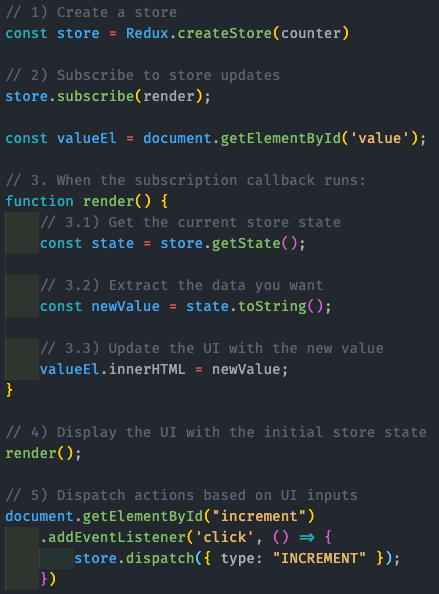 // 1) Create a store
const store = Redux.createStore(counter)
// 2) Subscribe to store updates
store.subscribe(render);
const valueEl = document.getElementById('value');
// 3. When the subscription callback runs:
function render() {
// 3.1) Get the current store state
const state = store.getState();
// 3.2) Extract the data you want
const newValue = state.toString();
// 3.3) Update the UI with the new value
valueEl.innerHTML = newValue;
}
// 4) Display the UI with the initial store state
render();
// 5) Dispatch actions based on UI inputs
document.getElementById("increment")
.addEventListener('click', () => {
store.dispatch({ type: "INCREMENT" });
})